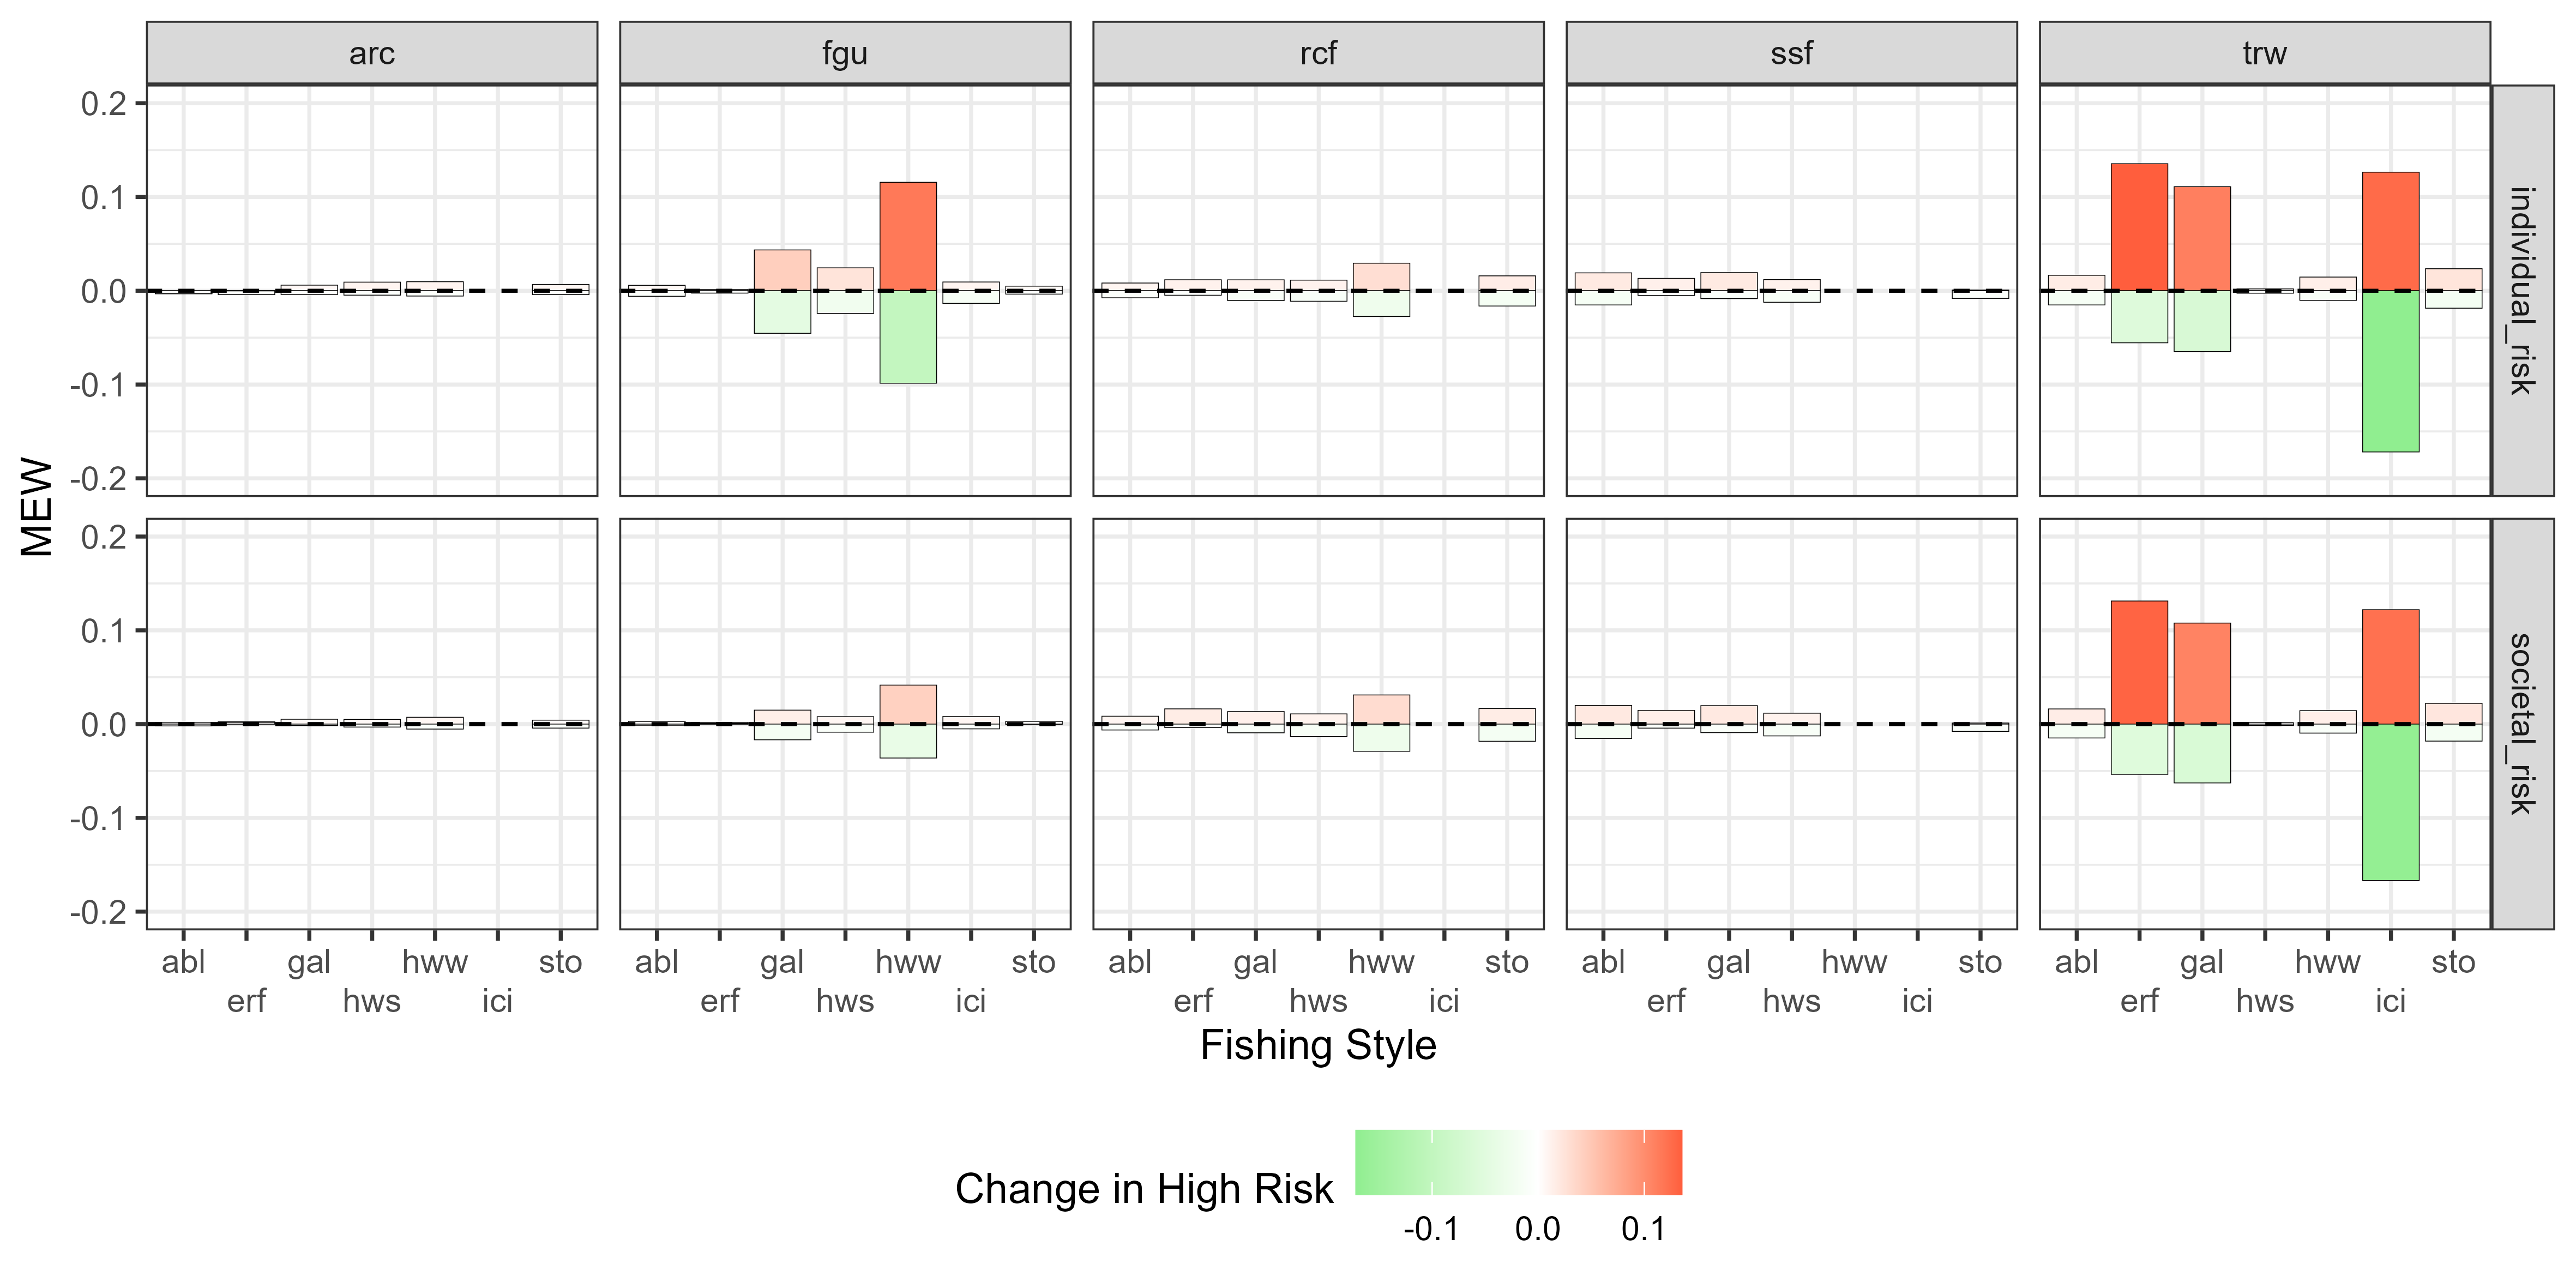 arc fgu rcf ssf trw
0.2
0.1
0.0
-0.1
-0.2
individual_risk
MEW
0.2
0.1
0.0
-0.1
-0.2
societal_risk
abl gal hww sto abl gal hww sto abl gal hww sto abl gal hww sto abl gal hww sto
erf hws ici erf hws ici erf hws ici erf hws ici erf hws ici
Fishing Style
Change in High Risk
-0.1 0.0 0.1